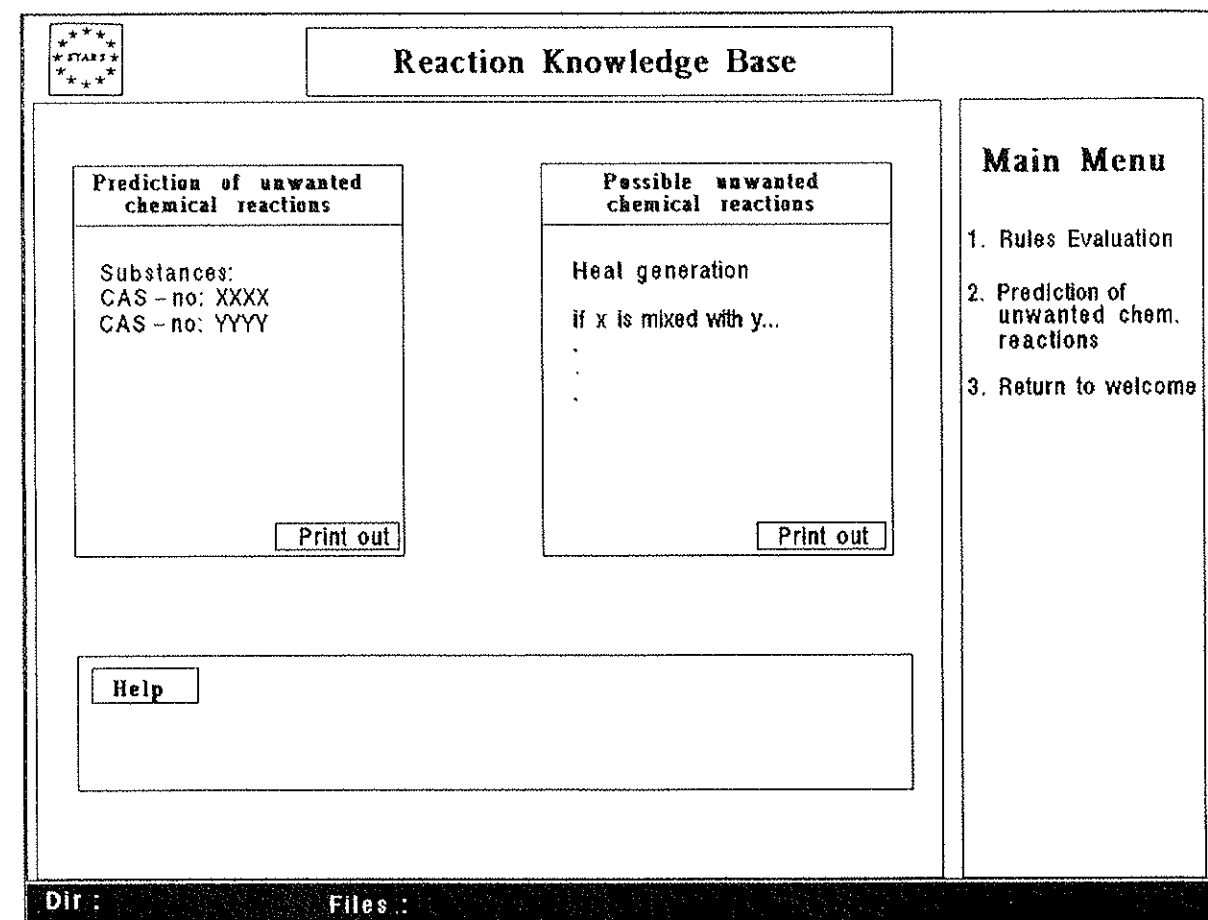 STARS
Reaction Knowledge Base
Prediction of unwanted
chemical reactions
Substances:
CAS – no: XXXX
CAS – no: YYYY
Print out
Possible unwanted
chemical reactions
Heat generation
if x is mixed with y...
.
.
.
Print out
Help
Main Menu
1. Rules Evaluation
2. Prediction of
unwanted chem.
reactions
3. Return to welcome
Dir :
Files :